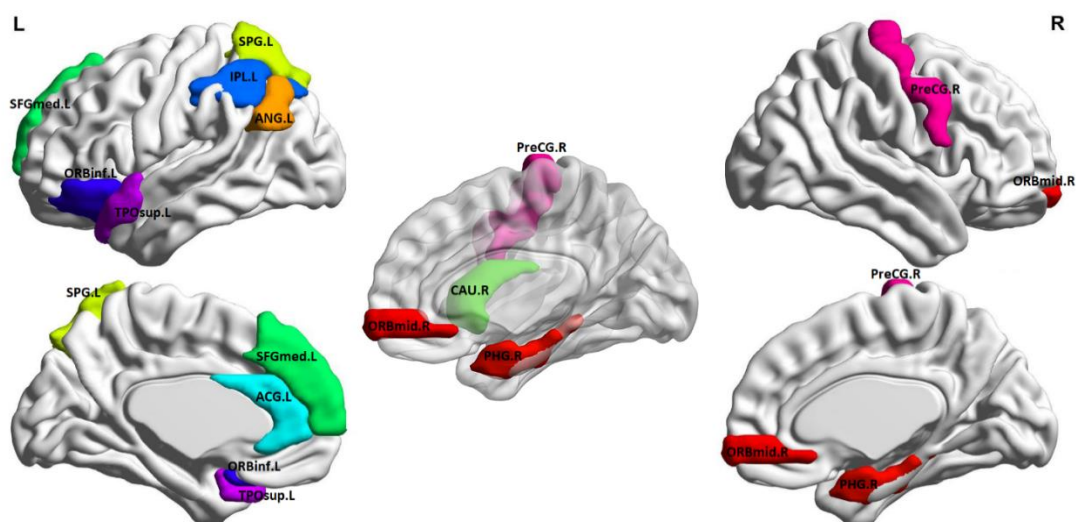 L
SPG.L
IPL.L
SFGmed.L
ANG.L
ORBinf.L
TPOsup.L
SPG.L
SFGmed.L
ACG.L
ORBinf.L
TPOsup.L
PreCG.R
CAU.R
ORBmid.R
PHG.R
R
PreCG.R
ORBmid.R
PreCG.R
ORBmid.R
PHG.R